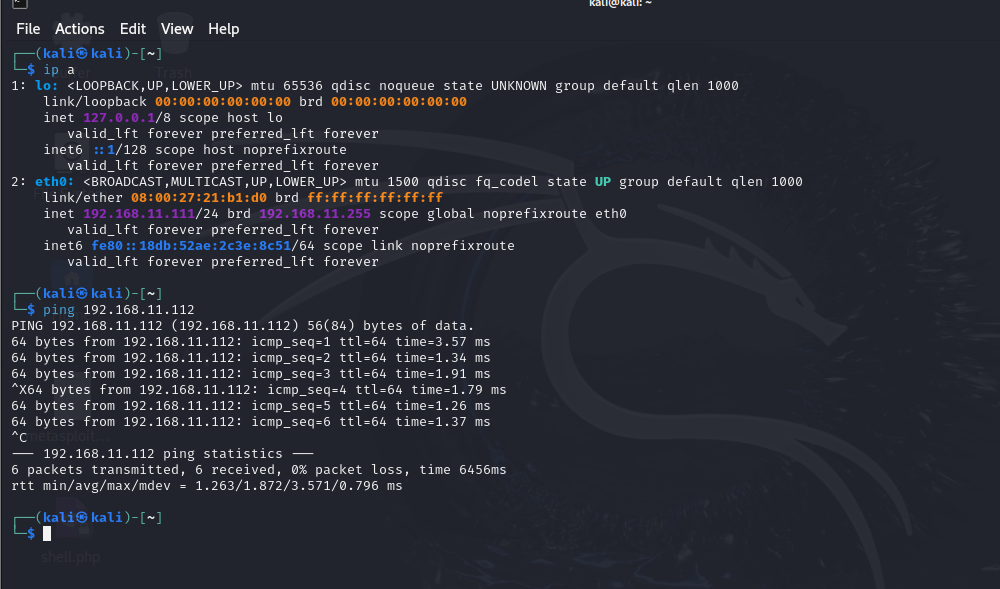 kali@kali: ~
File Actions Edit View Help
┌──(kali㉿kali)-[~]
└─$ ip a
1: lo: <LOOPBACK,UP,LOWER_UP> mtu 65536 qdisc noqueue state UNKNOWN group default qlen 1000
    link/loopback 00:00:00:00:00:00 brd 00:00:00:00:00:00
    inet 127.0.0.1/8 scope host lo
       valid_lft forever preferred_lft forever
    inet6 ::1/128 scope host noprefixroute
       valid_lft forever preferred_lft forever
2: eth0: <BROADCAST,MULTICAST,UP,LOWER_UP> mtu 1500 qdisc fq_codel state UP group default qlen 1000
    link/ether 08:00:27:21:b1:d0 brd ff:ff:ff:ff:ff:ff
    inet 192.168.11.111/24 brd 192.168.11.255 scope global noprefixroute eth0
       valid_lft forever preferred_lft forever
    inet6 fe80::18db:52ae:2c3e:8c51/64 scope link noprefixroute
       valid_lft forever preferred_lft forever
┌──(kali㉿kali)-[~]
└─$ ping 192.168.11.112
PING 192.168.11.112 (192.168.11.112) 56(84) bytes of data.
64 bytes from 192.168.11.112: icmp_seq=1 ttl=64 time=3.57 ms
64 bytes from 192.168.11.112: icmp_seq=2 ttl=64 time=1.34 ms
64 bytes from 192.168.11.112: icmp_seq=3 ttl=64 time=1.91 ms
^X64 bytes from 192.168.11.112: icmp_seq=4 ttl=64 time=1.79 ms
64 bytes from 192.168.11.112: icmp_seq=5 ttl=64 time=1.26 ms
64 bytes from 192.168.11.112: icmp_seq=6 ttl=64 time=1.37 ms
^C
--- 192.168.11.112 ping statistics ---
6 packets transmitted, 6 received, 0% packet loss, time 6456ms
rtt min/avg/max/mdev = 1.263/1.872/3.571/0.796 ms
┌──(kali㉿kali)-[~]
└─$
Trash
metasploit...
shell.php